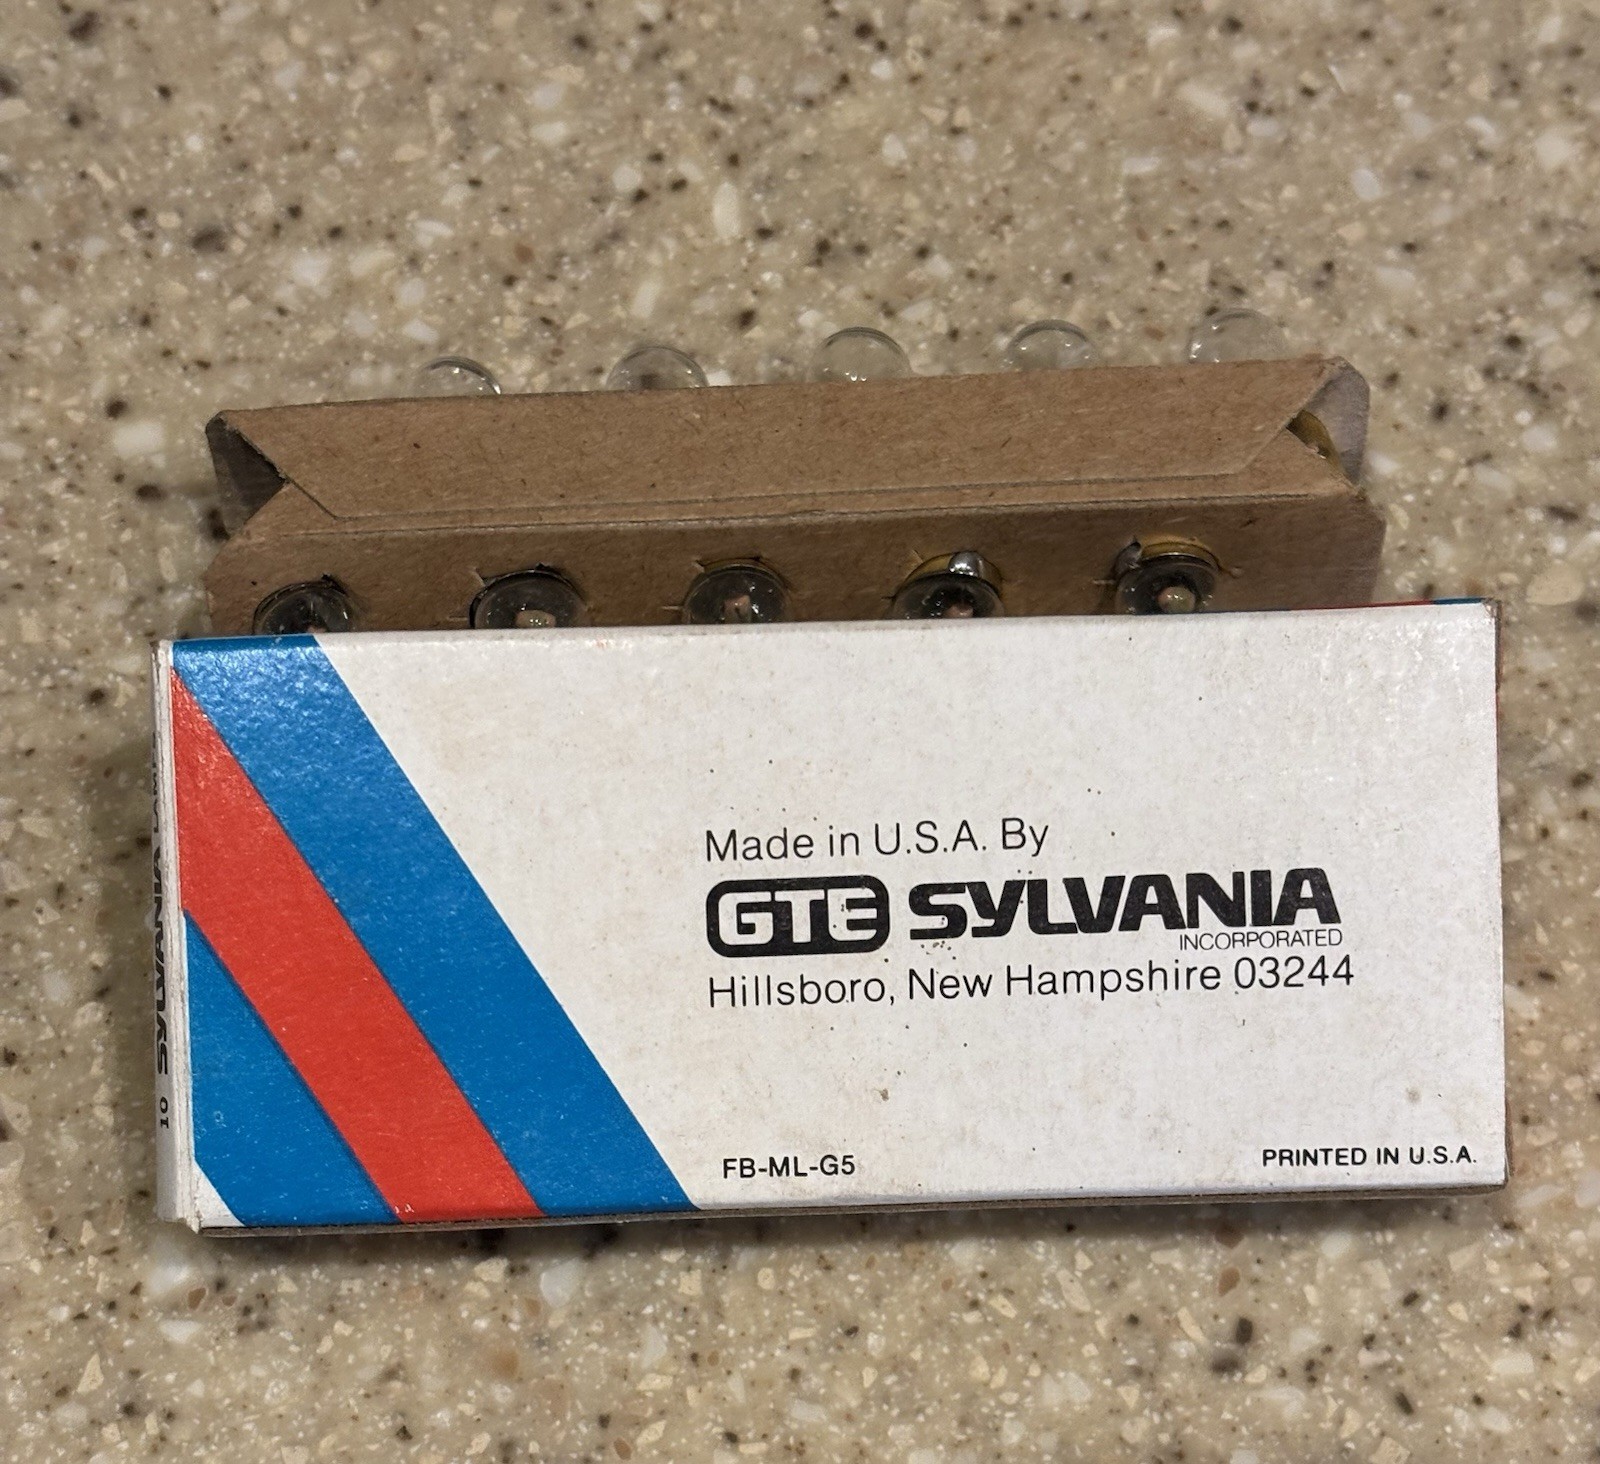 Made in U.S.A. By
GTE SYLVANIA
INCORPORATED
Hillsboro, New Hampshire 03244
FB-ML-G5
PRINTED IN U.S.A.
10 SYLVANIA